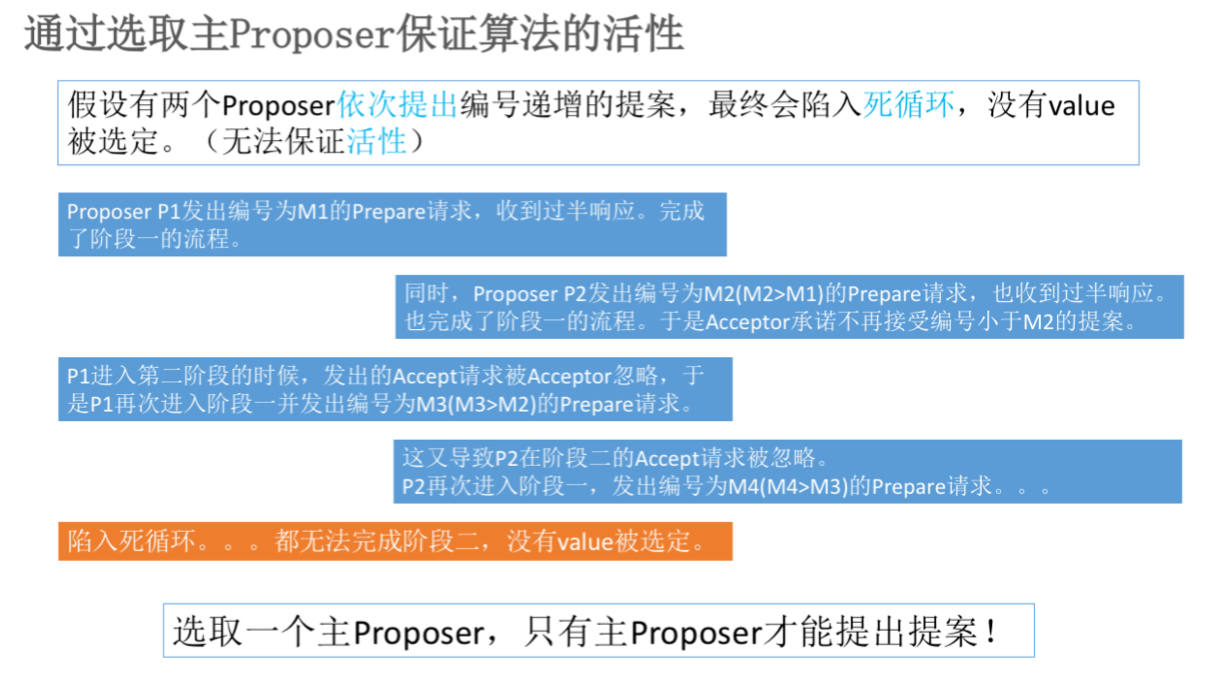 通过选取主Proposer保证算法的活性
假设有两个Proposer依次提出编号递增的提案，最终会陷入死循环，没有value
被选定。（无法保证活性）
Proposer P1发出编号为M1的Prepare请求，收到过半响应。完成
了阶段一的流程。
同时，Proposer P2发出编号为M2(M2>M1)的Prepare请求，也收到过半响应。
也完成了阶段一的流程。于是Acceptor承诺不再接受编号小于M2的提案。
P1进入第二阶段的时候，发出的Accept请求被Acceptor忽略，于
是P1再次进入阶段一并发出编号为M3(M3>M2)的Prepare请求。
这又导致P2在阶段二的Accept请求被忽略。
P2再次进入阶段一，发出编号为M4(M4>M3)的Prepare请求。。。
陷入死循环。。。都无法完成阶段二，没有value被选定。
选取一个主Proposer，只有主Proposer才能提出提案！